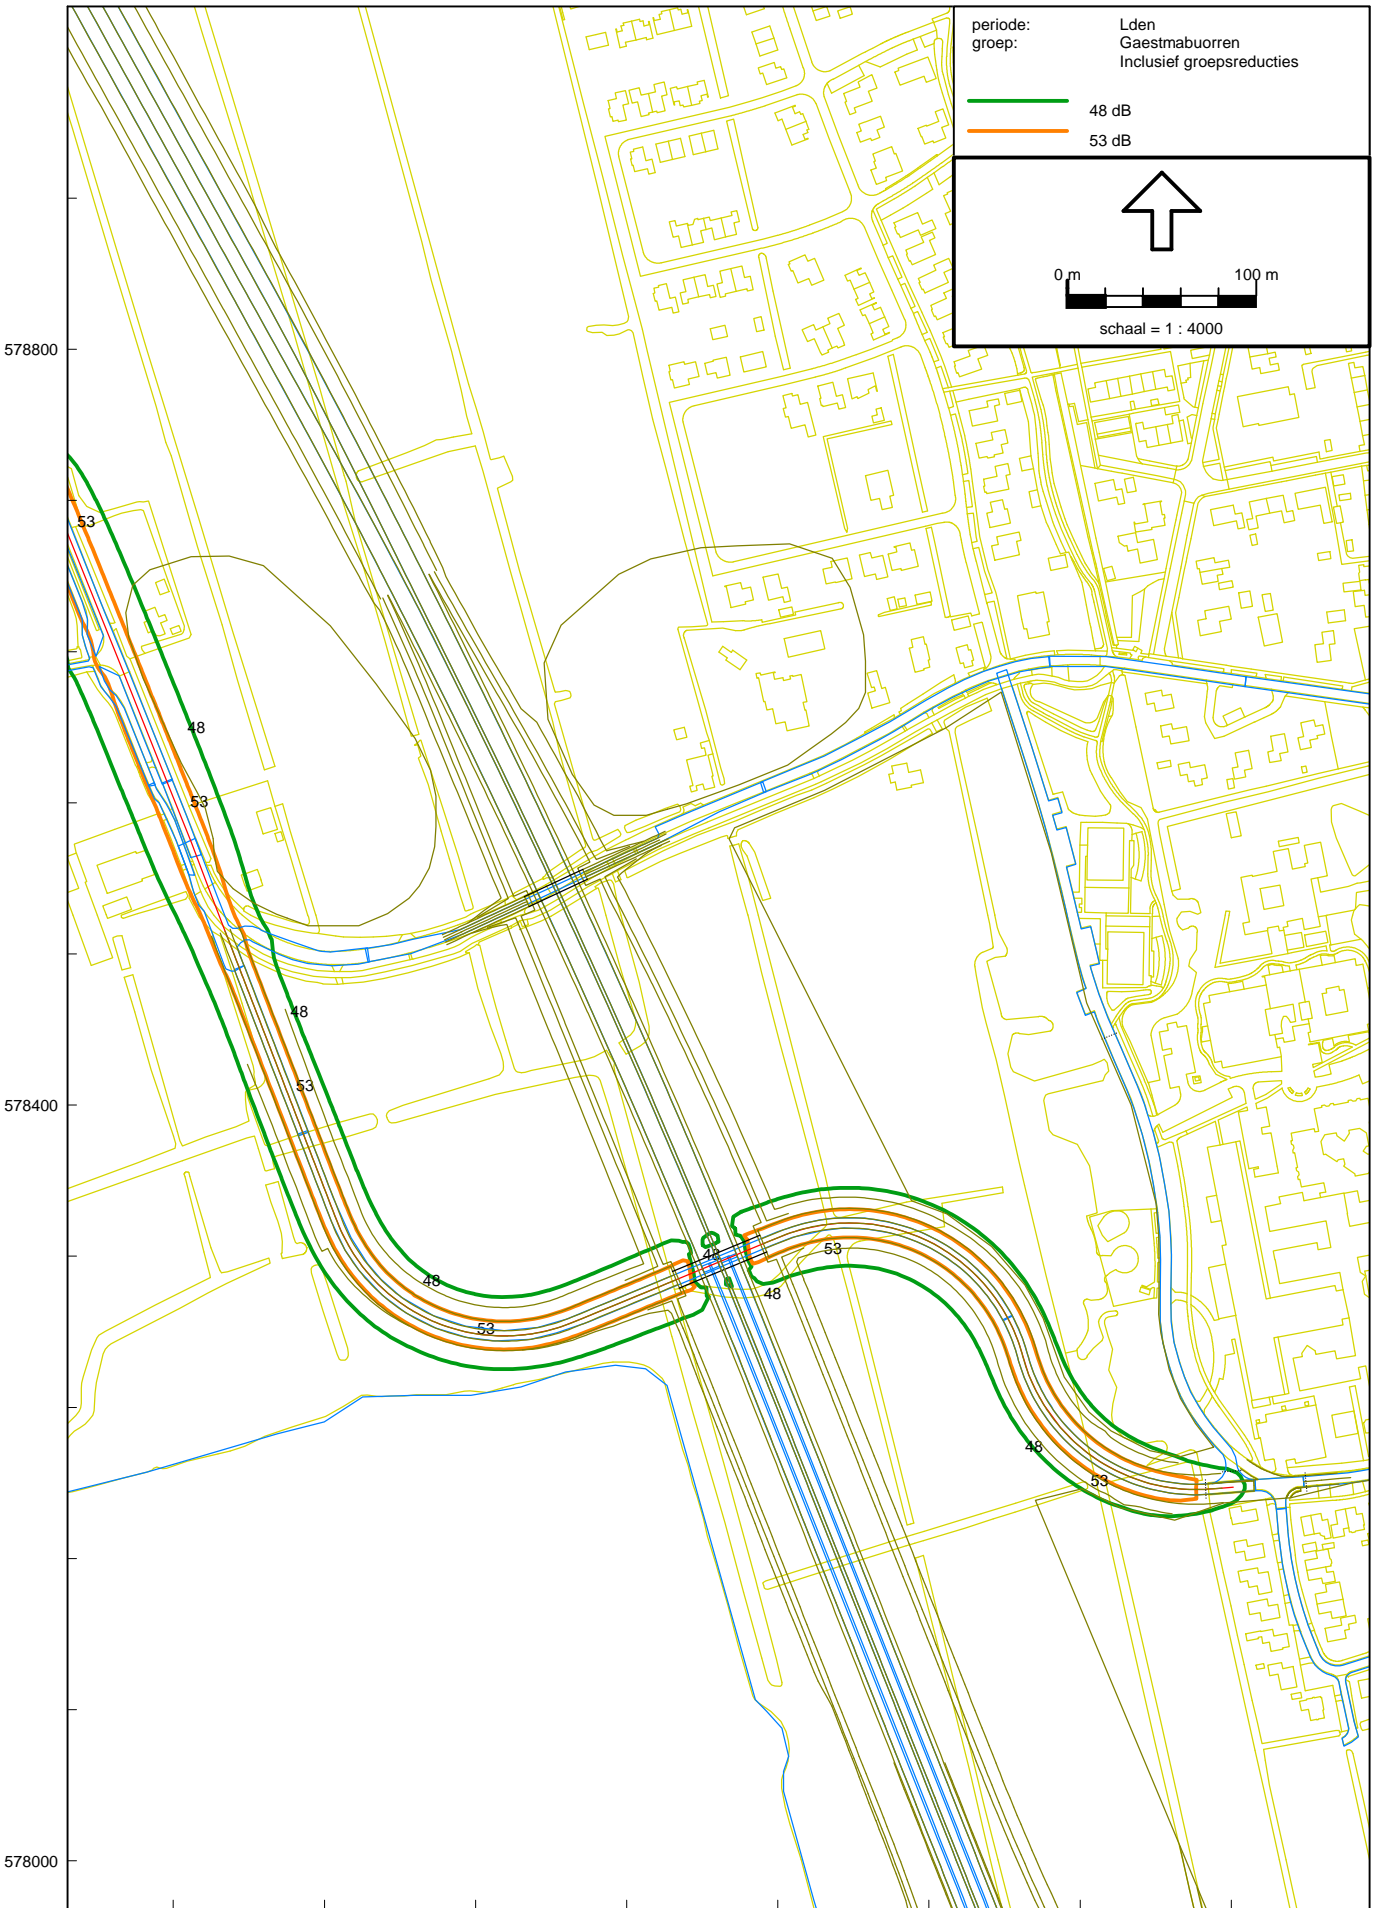 periode: Lden
groep: Gaestmabuorren
Inclusief groepsreducties
48 dB
53 dB
0 m 100 m
schaal = 1 : 4000
578800
53
48
53
48
53
578400
48
53
48
53
48
48
53
578000